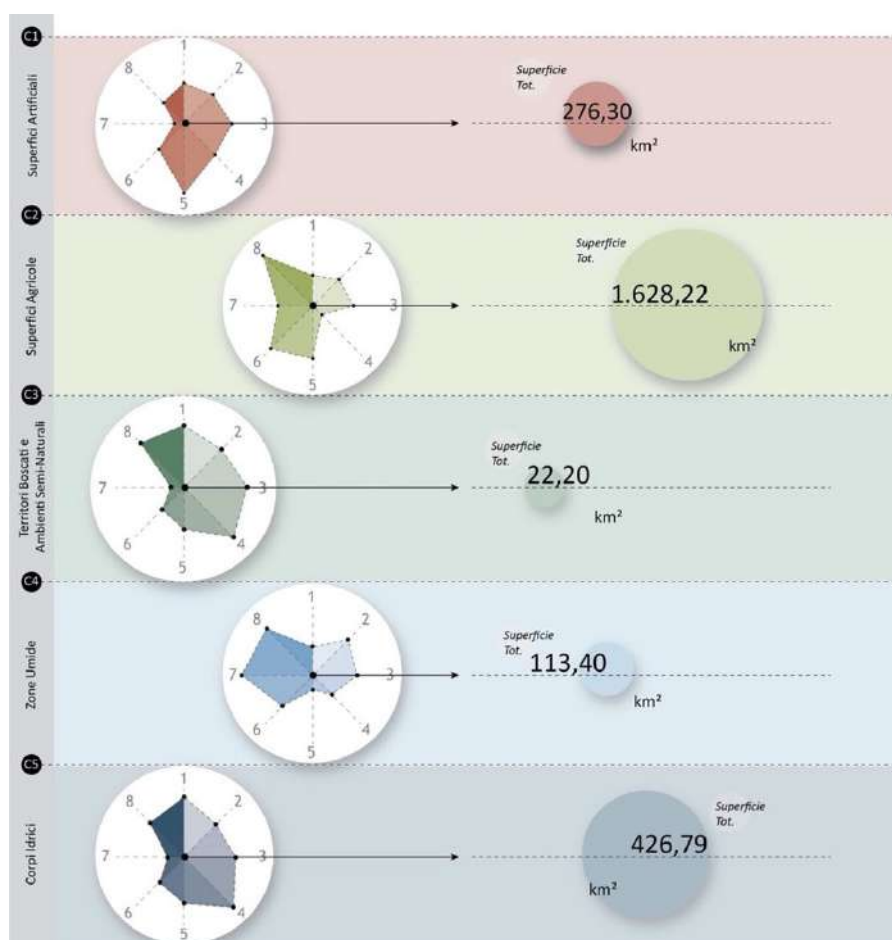 C1
Superfici Artificiali
1
2
3
4
5
6
7
8
Superficie
Tot.
276,30
km²
C2
Superfici Agricole
1
2
3
4
5
6
7
8
Superficie
Tot.
1.628,22
km²
C3
Territori Boscati e
Ambienti Semi-Naturali
1
2
3
4
5
6
7
8
Superficie
Tot.
22,20
km²
C4
Zone Umide
1
2
3
4
5
6
7
8
Superficie
Tot.
113,40
km²
C5
Corpi Idrici
1
2
3
4
5
6
7
8
Superficie
Tot.
426,79
km²